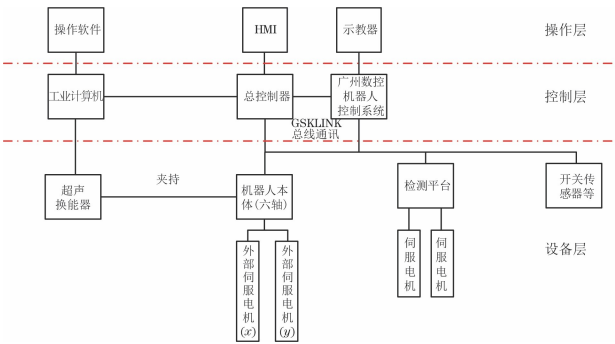 操作软件
HMI
示教器
操作层
工业计算机
总控制器
广州数控
机器人
控制系统
控制层
GSKLINK
总线通讯
超声
换能器
夹持
机器人本
体(六轴)
检测平台
开关传
感器等
外部伺服电机(x)
外部伺服电机(y)
伺服电机
伺服电机
设备层